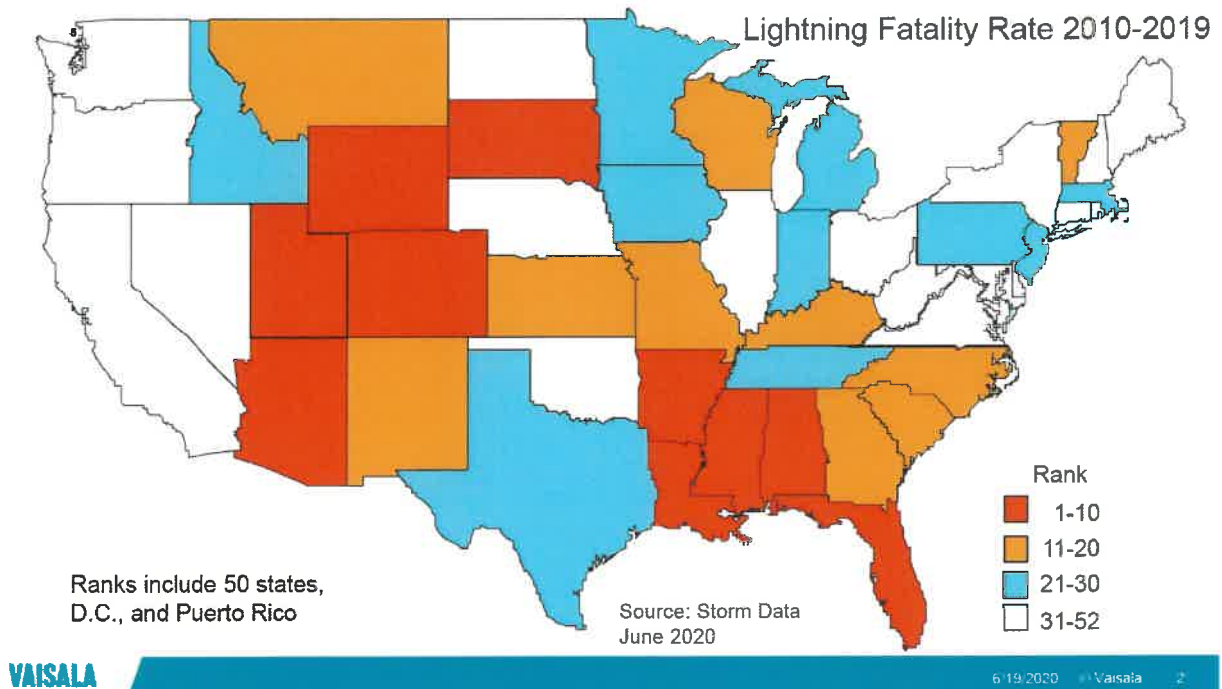 Lightning Fatality Rate 2010-2019
Rank
1-10
11-20
21-30
31-52
Ranks include 50 states,
D.C., and Puerto Rico
Source: Storm Data
June 2020
VAISALA
6/19/2020 © Vaisala 2